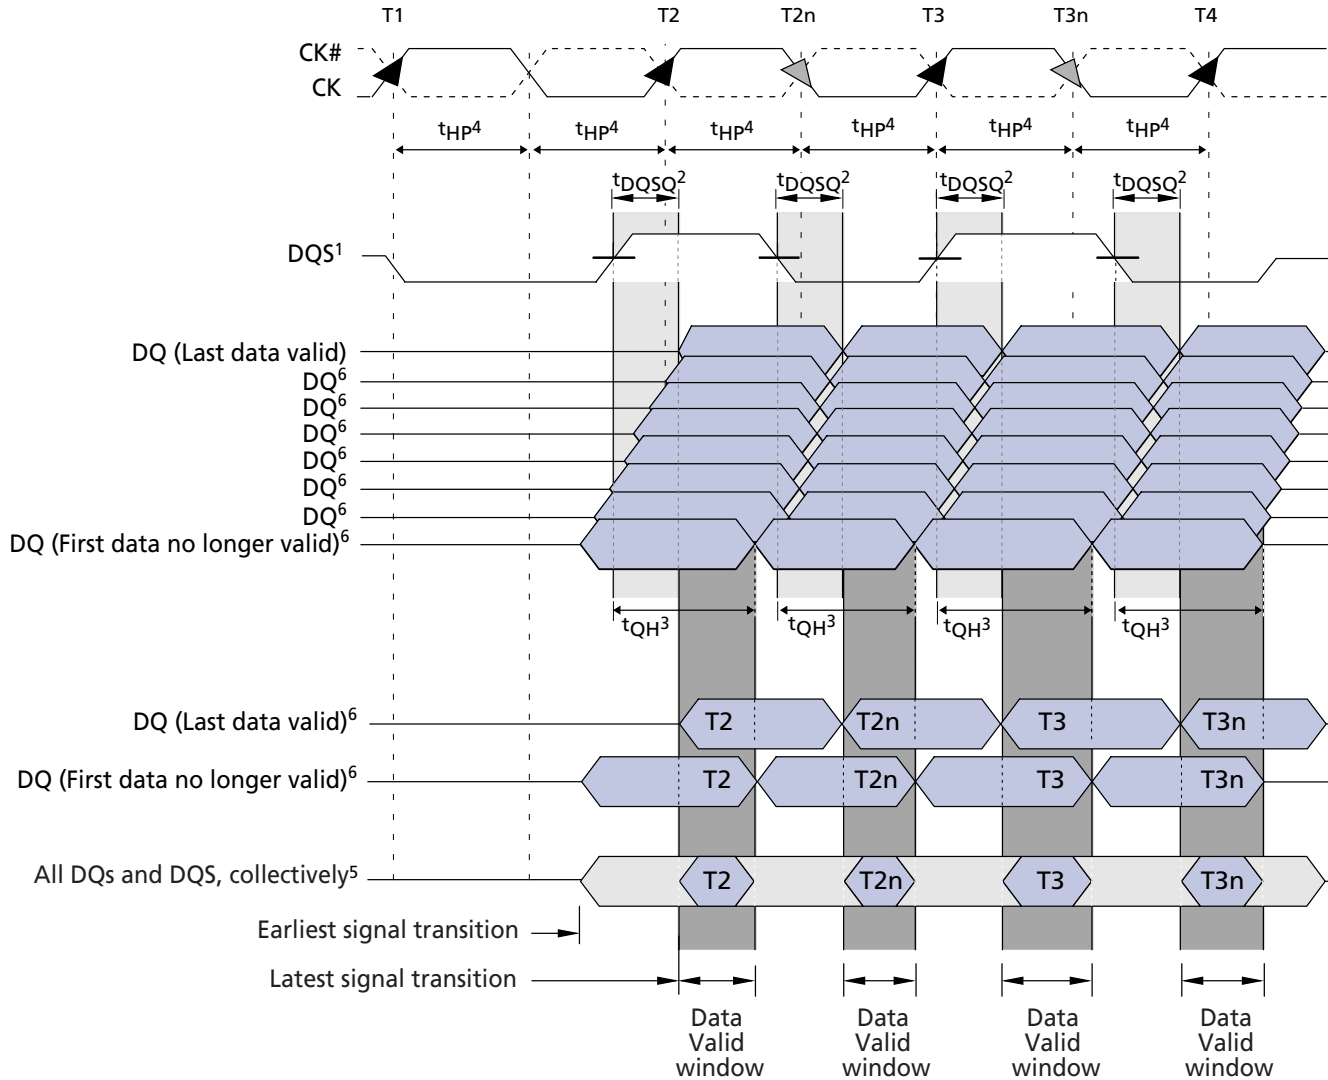 T1 T2 T2n T3 T3n T4
CK#
CK
tHP4 tHP4 tHP4 tHP4 tHP4 tHP4
tDQSQ2 tDQSQ2 tDQSQ2 tDQSQ2
DQS1
DQ (Last data valid)
DQ6
DQ6
DQ6
DQ6
DQ6
DQ6
DQ (First data no longer valid)6
tQH3 tQH3 tQH3 tQH3
DQ (Last data valid)6 T2 T2n T3 T3n
DQ (First data no longer valid)6 T2 T2n T3 T3n
All DQs and DQS, collectively5 T2 T2n T3 T3n
Earliest signal transition
Latest signal transition
Data Data Data Data
Valid Valid Valid Valid
window window window window